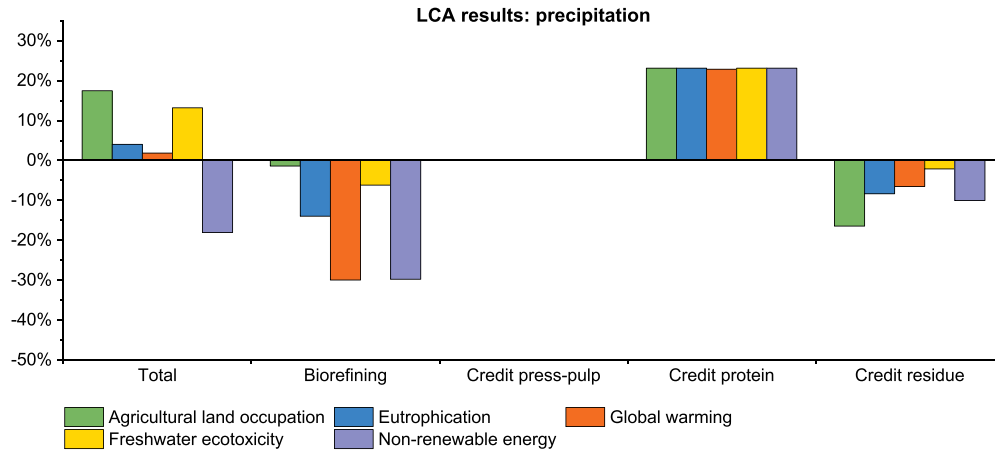 LCA results: precipitation
30%
20%
10%
0%
-10%
-20%
-30%
-40%
-50%
Total Biorefining Credit press-pulp Credit protein Credit residue
Agricultural land occupation Eutrophication Global warming
Freshwater ecotoxicity Non-renewable energy